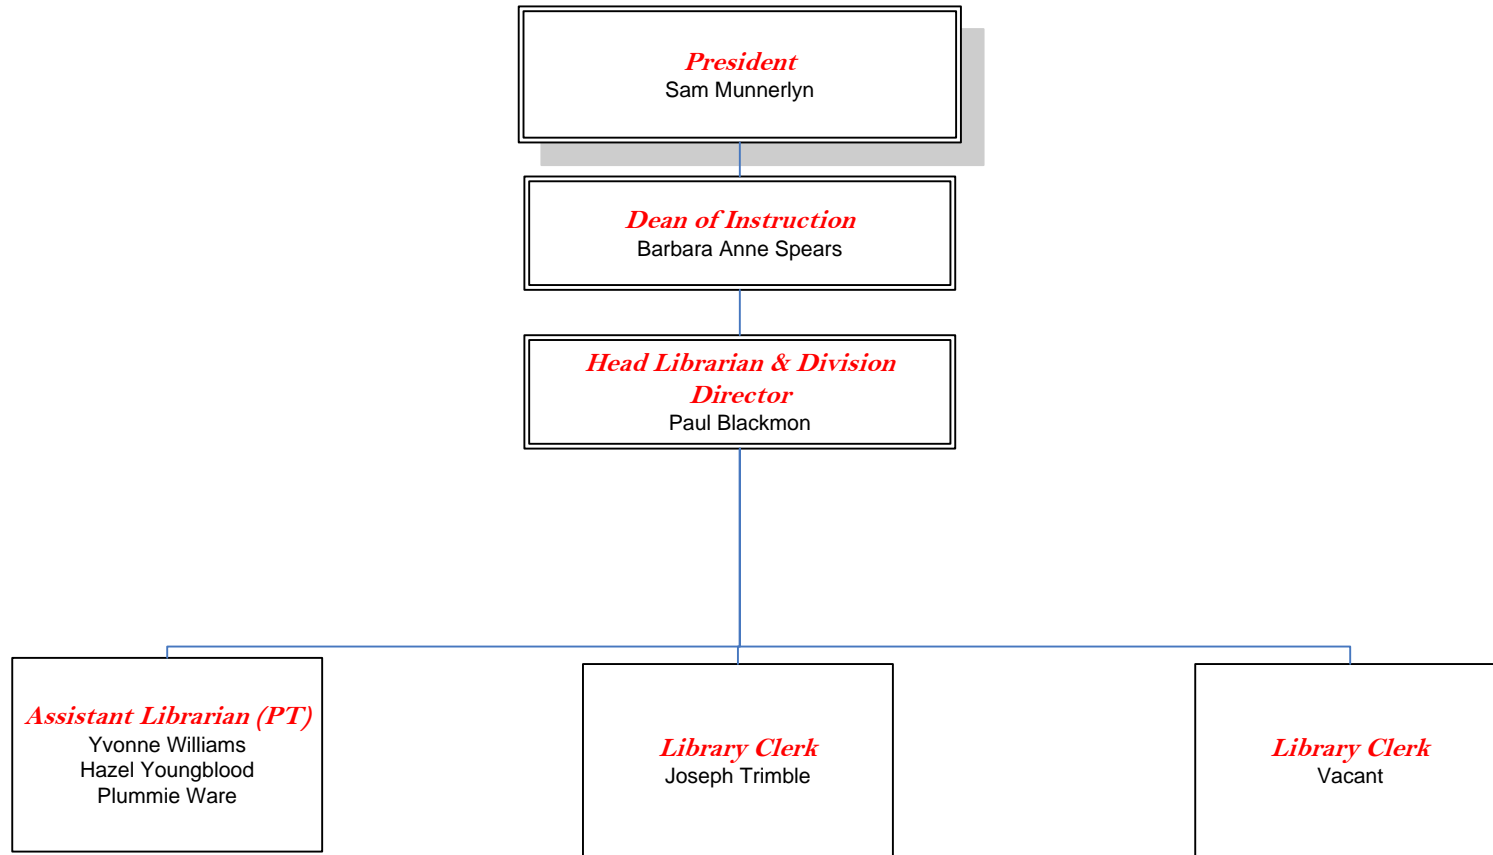 President
Sam Munnerlyn
Dean of Instruction
Barbara Anne Spears
Head Librarian & Division
Director
Paul Blackmon
Assistant Librarian (PT)
Yvonne Williams
Hazel Youngblood
Plummie Ware
Library Clerk
Joseph Trimble
Library Clerk
Vacant